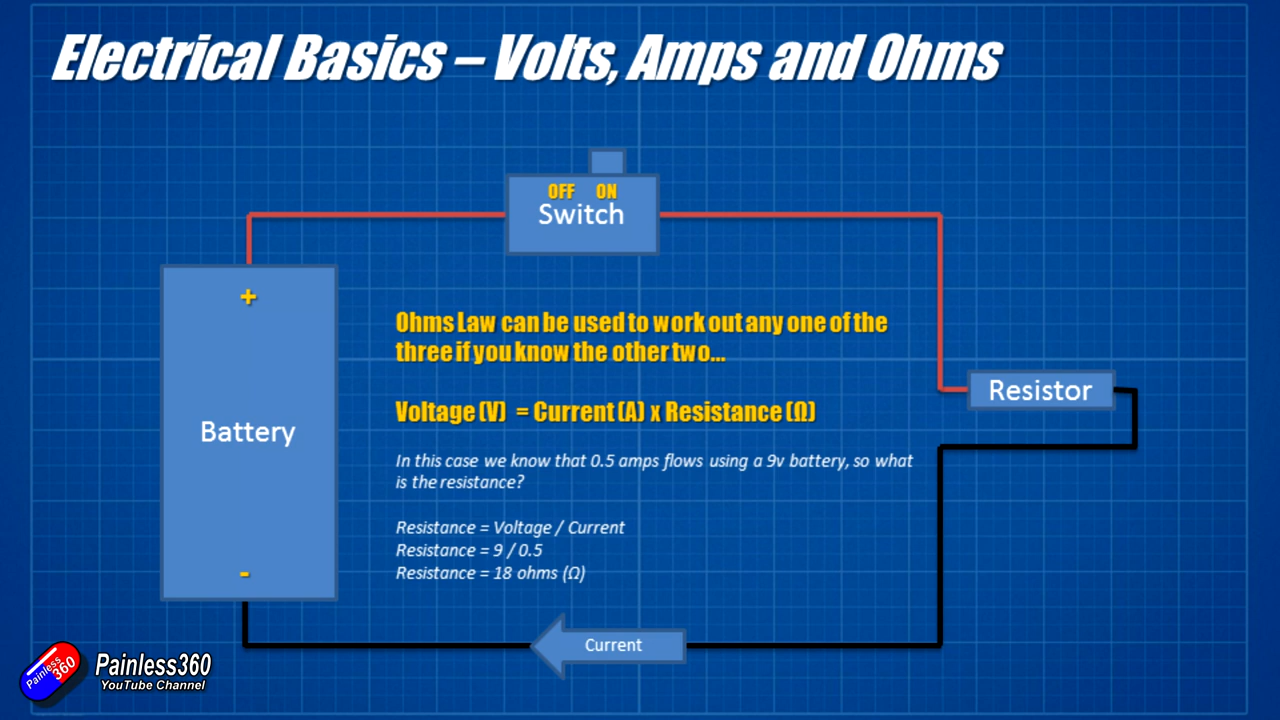 Electrical Basics – Volts, Amps and Ohms
OFF ON
Switch
+
Ohms Law can be used to work out any one of the
three if you know the other two...
Resistor
Voltage (V) = Current (A) x Resistance (Ω)
Battery
In this case we know that 0.5 amps flows using a 9v battery, so what
is the resistance?
Resistance = Voltage / Current
Resistance = 9 / 0.5
Resistance = 18 ohms (Ω)
-
Current
Painless
360
Painless360
YouTube Channel